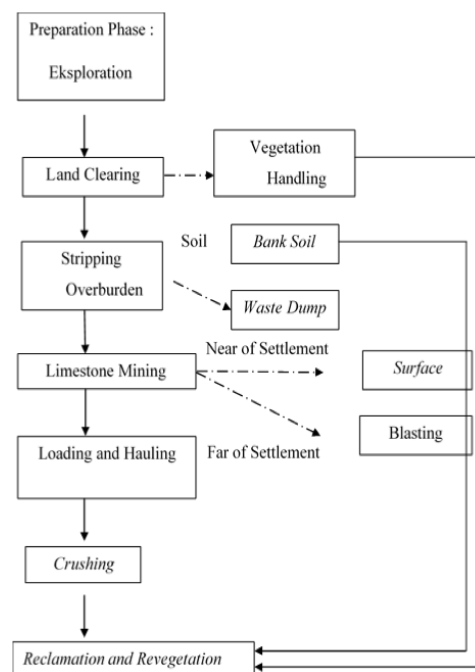 Preparation Phase :
Eksploration
Land Clearing
Vegetation
Handling
Soil
Bank Soil
Stripping
Overburden
Waste Dump
Near of Settlement
Limestone Mining
Surface
Blasting
Loading and Hauling
Far of Settlement
Crushing
Reclamation and Revegetation